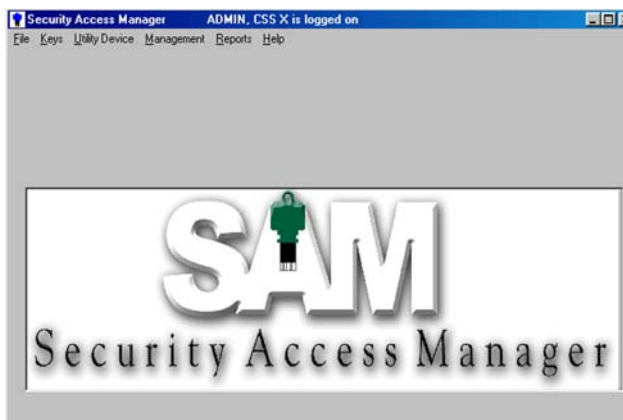 Security Access Manager ADMIN, CSS X is logged on
File Keys Utility Device Management Reports Help
SAM
Security Access Manager